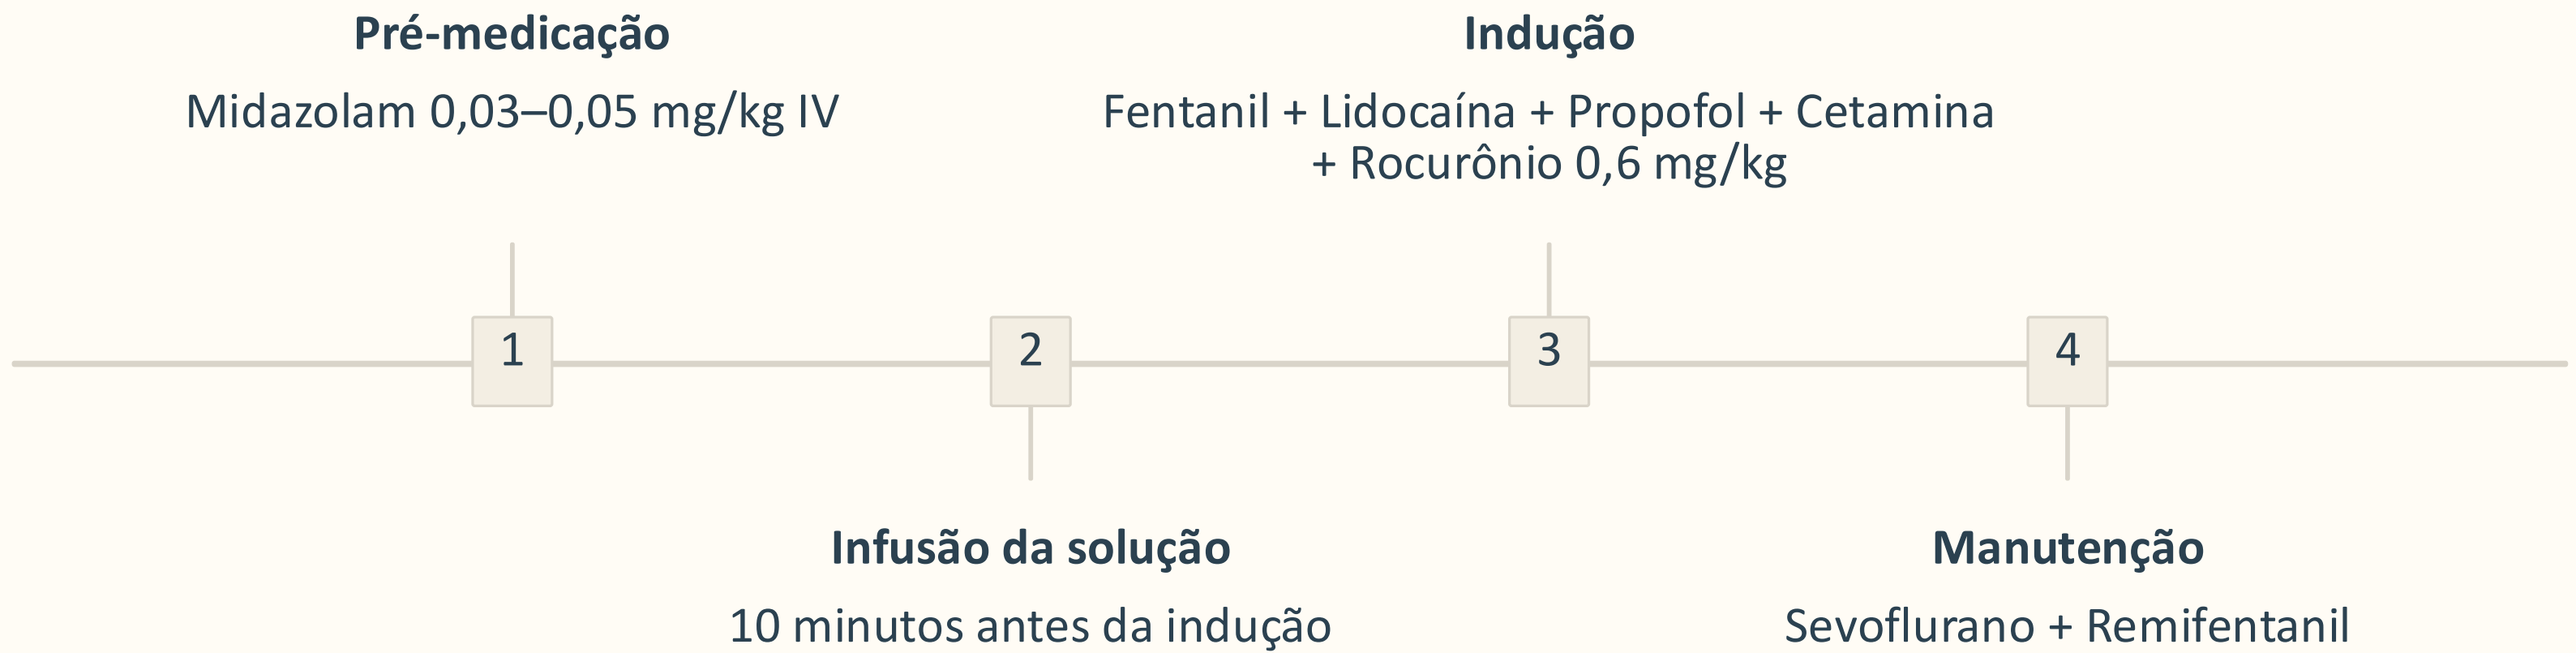 Pré-medicação
Midazolam 0,03–0,05 mg/kg IV
1
2
Infusão da solução
10 minutos antes da indução
Indução
Fentanil + Lidocaína + Propofol + Cetamina
+ Rocurônio 0,6 mg/kg
3
4
Manutenção
Sevoflurano + Remifentanil